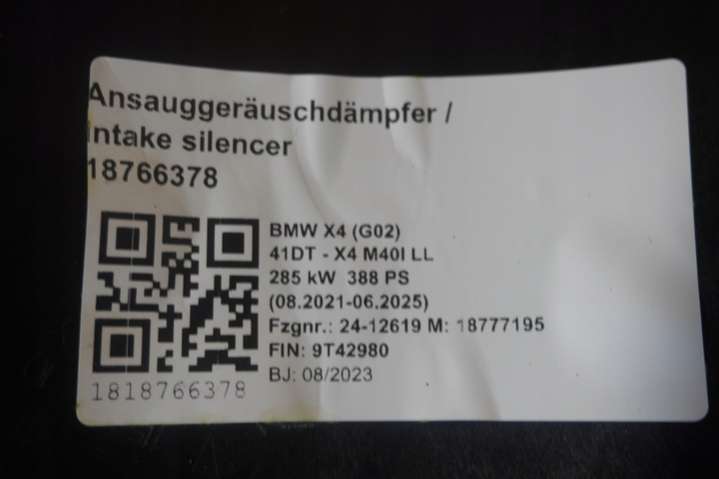 Ansauggeräuschdämpfer /
Intake silencer
18766378
BMW X4 (G02)
41DT - X4 M40I LL
285 kW 388 PS
(08.2021-06.2025)
Fzgnr.: 24-12619 M: 18777195
FIN: 9T42980
BJ: 08/2023
1818766378